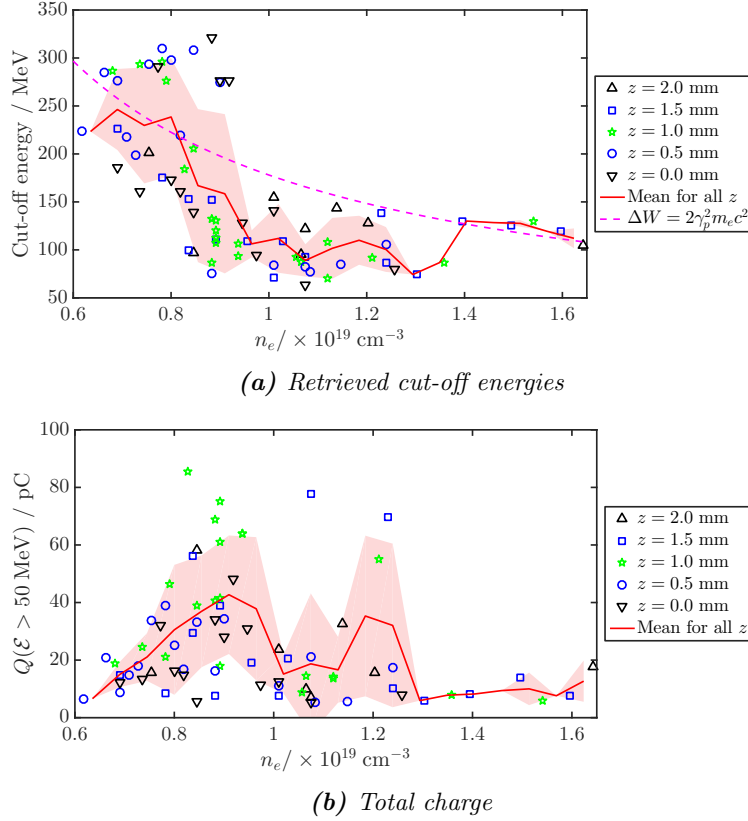 350
300
250
200
150
100
50
Cut-off energy / MeV
0.6
0.8
1
1.2
1.4
1.6
n_e/ × 10^19 cm^−3
z = 2.0 mm
z = 1.5 mm
z = 1.0 mm
z = 0.5 mm
z = 0.0 mm
Mean for all z
ΔW = 2γ_p^2 m_e c^2
(a) Retrieved cut-off energies
100
80
60
40
20
0
Q(ℰ > 50 MeV) / pC
0.6
0.8
1
1.2
1.4
1.6
n_e/ × 10^19 cm^−3
z = 2.0 mm
z = 1.5 mm
z = 1.0 mm
z = 0.5 mm
z = 0.0 mm
Mean for all z
(b) Total charge